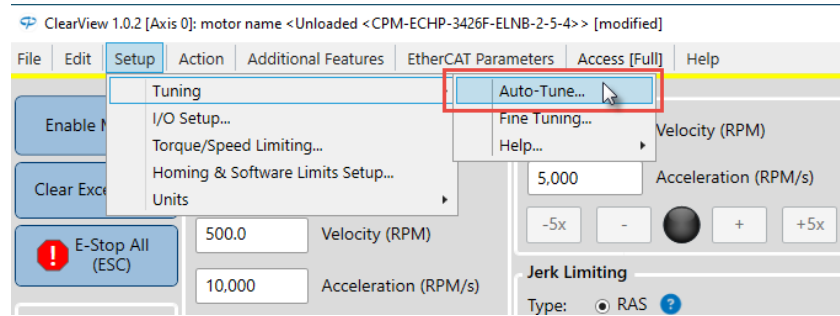 ClearView 1.0.2 [Axis 0]: motor name <Unloaded <CPM-ECHP-3426F-ELNB-2-5-4>> [modified]
File Edit Setup Action Additional Features EtherCAT Parameters Access [Full] Help
Tuning
I/O Setup...
Torque/Speed Limiting...
Homing & Software Limits Setup...
Units
Auto-Tune...
Fine Tuning...
Help...
Enable
Clear
E-Stop All
(ESC)
500.0 Velocity (RPM)
10,000 Acceleration (RPM/s)
Velocity (RPM)
5,000 Acceleration (RPM/s)
-5x - + +5x
Jerk Limiting
Type: RAS ?